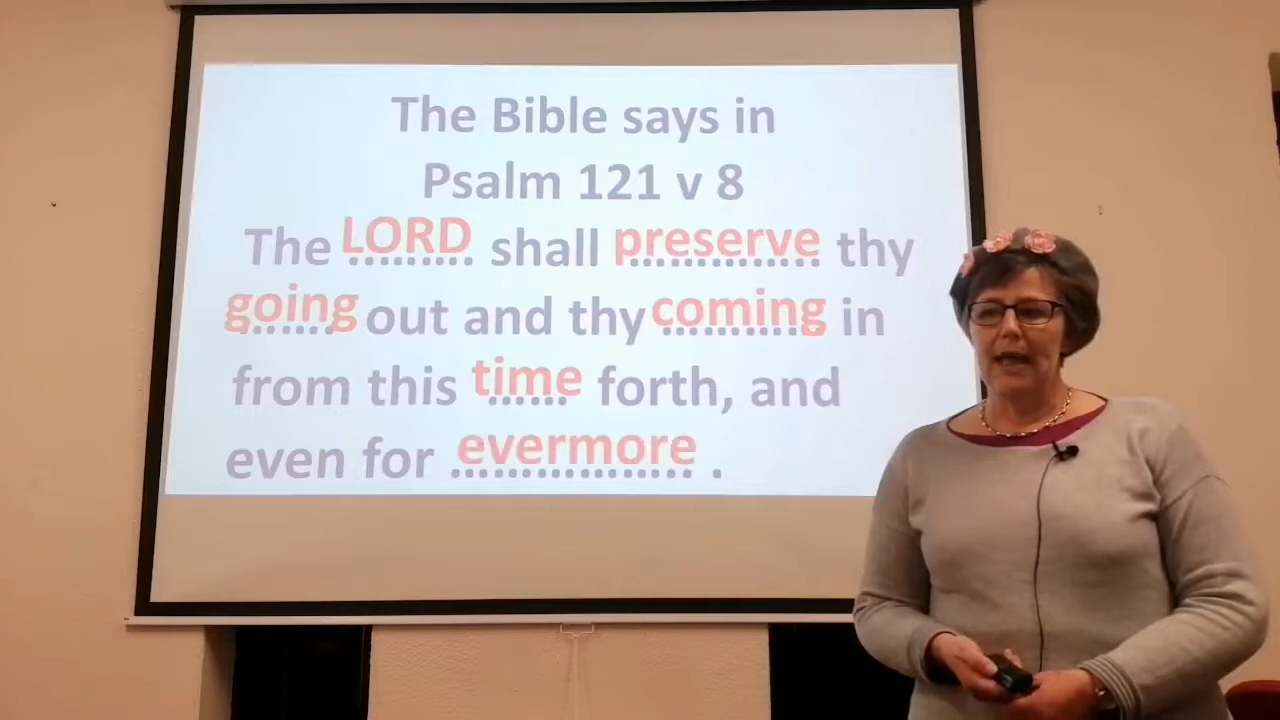 The Bible says in
Psalm 121 v 8
The LORD shall preserve thy
going out and thy coming in
from this time forth, and
even for evermore .